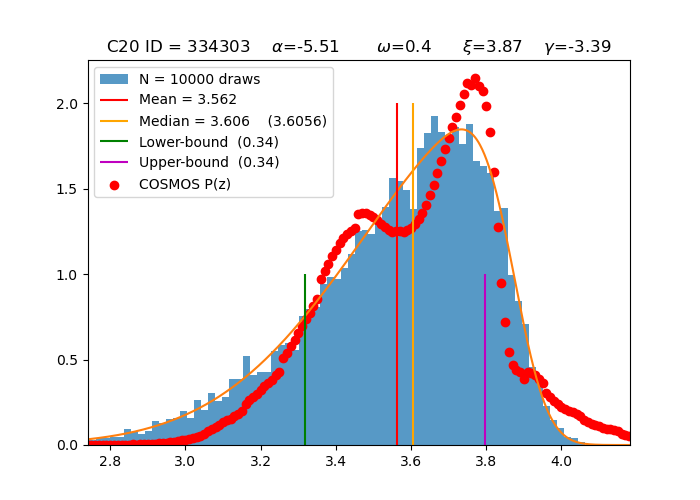 C20 ID = 334303 α=-5.51 ω=0.4 ξ=3.87 γ=-3.39
N = 10000 draws
Mean = 3.562
Median = 3.606 (3.6056)
Lower-bound (0.34)
Upper-bound (0.34)
COSMOS P(z)
2.0
1.5
1.0
0.5
0.0
2.8 3.0 3.2 3.4 3.6 3.8 4.0